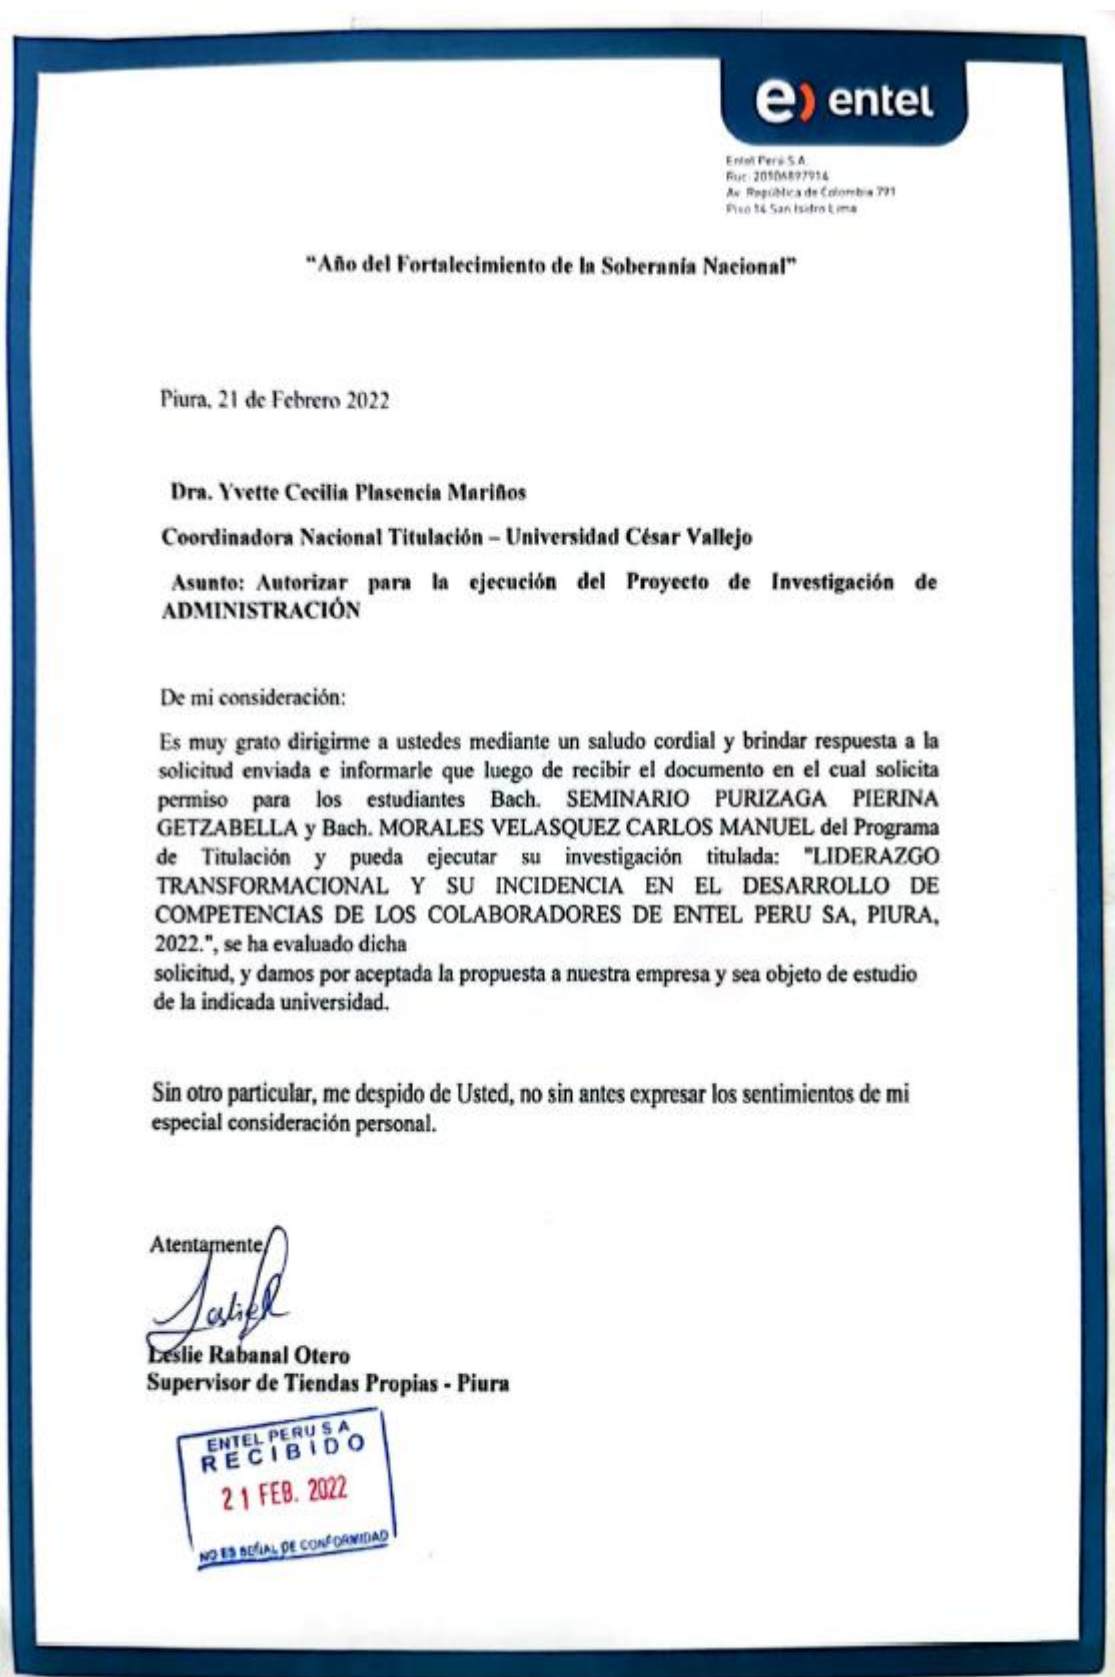 e) entel
Entel Perú S.A.
Ruc: 20106897914
Av. República de Colombia 791
Piso 14 San Isidro Lima
“Año del Fortalecimiento de la Soberanía Nacional”
Piura, 21 de Febrero 2022
Dra. Yvette Cecilia Plasencia Mariños
Coordinadora Nacional Titulación – Universidad César Vallejo
Asunto: Autorizar para la ejecución del Proyecto de Investigación de
ADMINISTRACIÓN
De mi consideración:
Es muy grato dirigirme a ustedes mediante un saludo cordial y brindar respuesta a la
solicitud enviada e informarle que luego de recibir el documento en el cual solicita
permiso para los estudiantes Bach. SEMINARIO PURIZAGA PIERINA
GETZABELLA y Bach. MORALES VELASQUEZ CARLOS MANUEL del Programa
de Titulación y pueda ejecutar su investigación titulada: "LIDERAZGO
TRANSFORMACIONAL Y SU INCIDENCIA EN EL DESARROLLO DE
COMPETENCIAS DE LOS COLABORADORES DE ENTEL PERU SA, PIURA,
2022.", se ha evaluado dicha
solicitud, y damos por aceptada la propuesta a nuestra empresa y sea objeto de estudio
de la indicada universidad.
Sin otro particular, me despido de Usted, no sin antes expresar los sentimientos de mi
especial consideración personal.
Atentamente,
Leslie R
Leslie Rabanal Otero
Supervisor de Tiendas Propias - Piura
ENTEL PERU S A
RECIBIDO
21 FEB. 2022
NO ES SEÑAL DE CONFORMIDAD